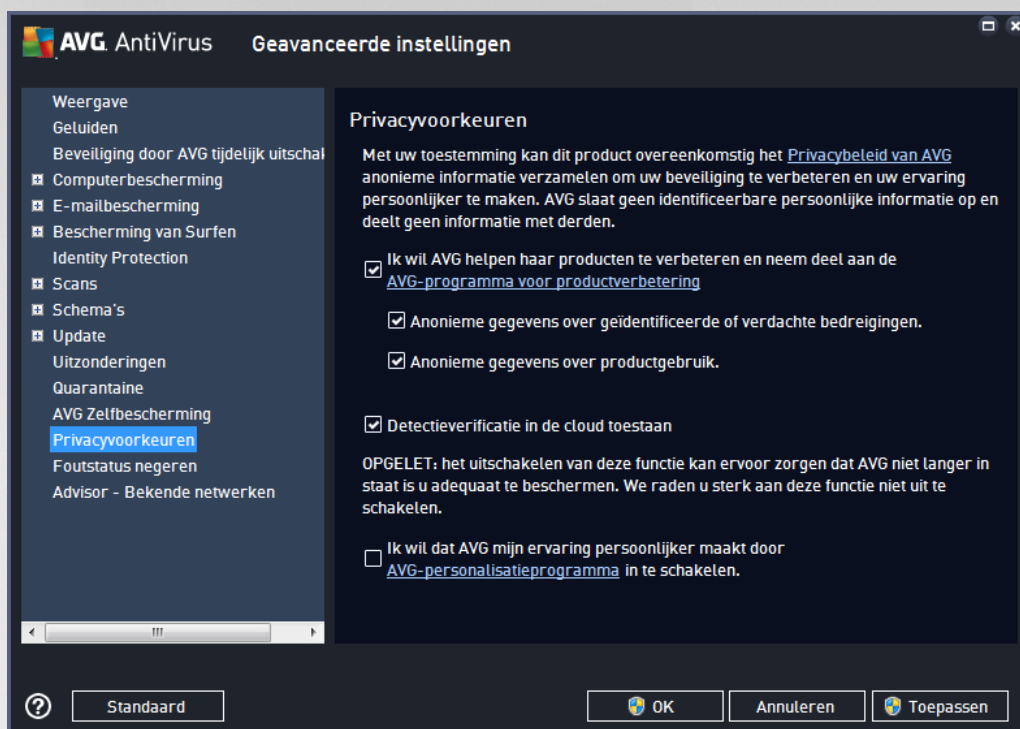 AVG. AntiVirus Geavanceerde instellingen
Weergave
Geluiden
Beveiliging door AVG tijdelijk uitschak
Computerbescherming
E-mailbescherming
Bescherming van Surfen
Identity Protection
Scans
Schema's
Update
Uitzonderingen
Quarantaine
AVG Zelfbescherming
Privacyvoorkeuren
Foutstatus negeren
Advisor - Bekende netwerken
Privacyvoorkeuren
Met uw toestemming kan dit product overeenkomstig het Privacybeleid van AVG
anonieme informatie verzamelen om uw beveiliging te verbeteren en uw ervaring
persoonlijker te maken. AVG slaat geen identificeerbare persoonlijke informatie op en
deelt geen informatie met derden.
Ik wil AVG helpen haar producten te verbeteren en neem deel aan de
AVG-programma voor productverbetering
Anonieme gegevens over geïdentificeerde of verdachte bedreigingen.
Anonieme gegevens over productgebruik.
Detectieverificatie in de cloud toestaan
OPGELET: het uitschakelen van deze functie kan ervoor zorgen dat AVG niet langer in
staat is u adequaat te beschermen. We raden u sterk aan deze functie niet uit te
schakelen.
Ik wil dat AVG mijn ervaring persoonlijker maakt door
AVG-personalisatieprogramma in te schakelen.
Standaard
OK
Annuleren
Toepassen